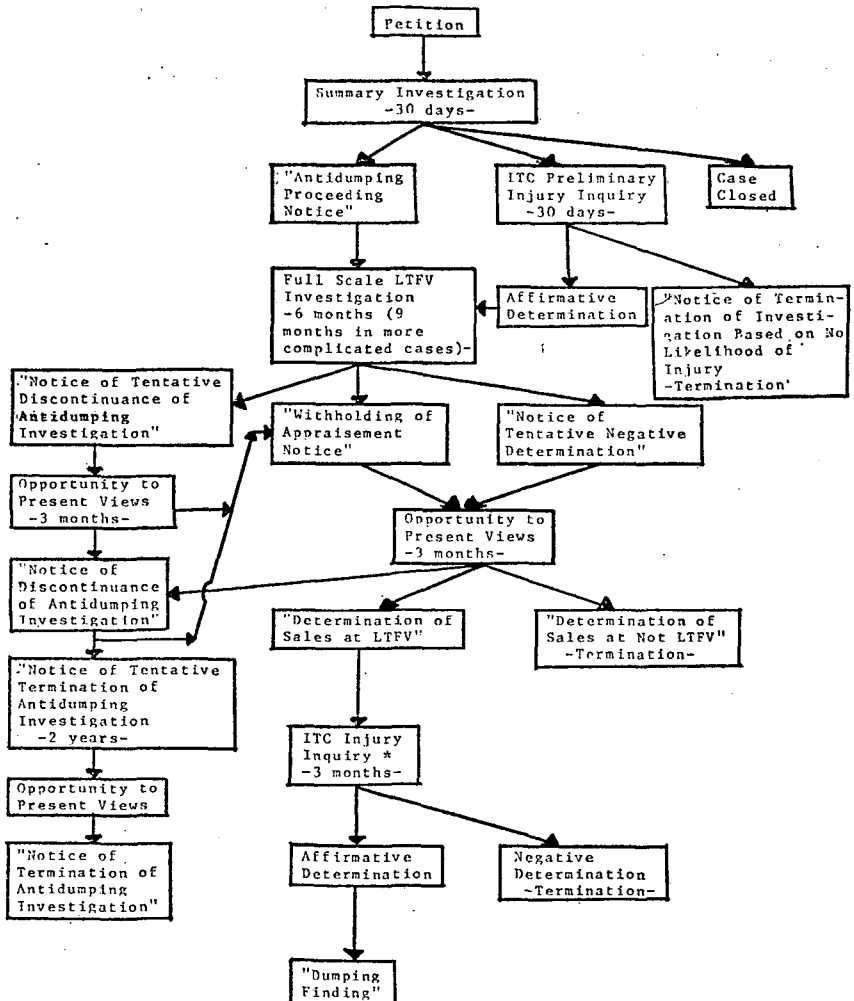 Petition
Summary Investigation
-30 days-
"Antidumping
Proceeding
Notice"
ITC Preliminary
Injury Inquiry
-30 days-
Case
Closed
Full Scale LTFV
Investigation
-6 months (9
months in more
complicated cases)-
Affirmative
Determination
"Notice of Termin-
ation of Investi-
gation Based on No
Likelihood of
Injury
-Termination'
"Notice of Tentative
Discontinuance of
Antidumping
Investigation"
"Withholding of
Appraisement
Notice"
"Notice of
Tentative Negative
Determination"
Opportunity to
Present Views
-3 months-
Opportunity to
Present Views
-3 months-
"Notice of
Discontinuance
of Antidumping
Investigation"
"Determination of
Sales at LTFV"
"Determination of
Sales at Not LTFV"
-Termination-
"Notice of Tentative
Termination of
Antidumping
Investigation
-2 years-
ITC Injury
Inquiry *
-3 months-
Opportunity to
Present Views
"Notice of
Termination of
Antidumping
Investigation"
Affirmative
Determination
Negative
Determination
-Termination-
"Dumping
Finding"